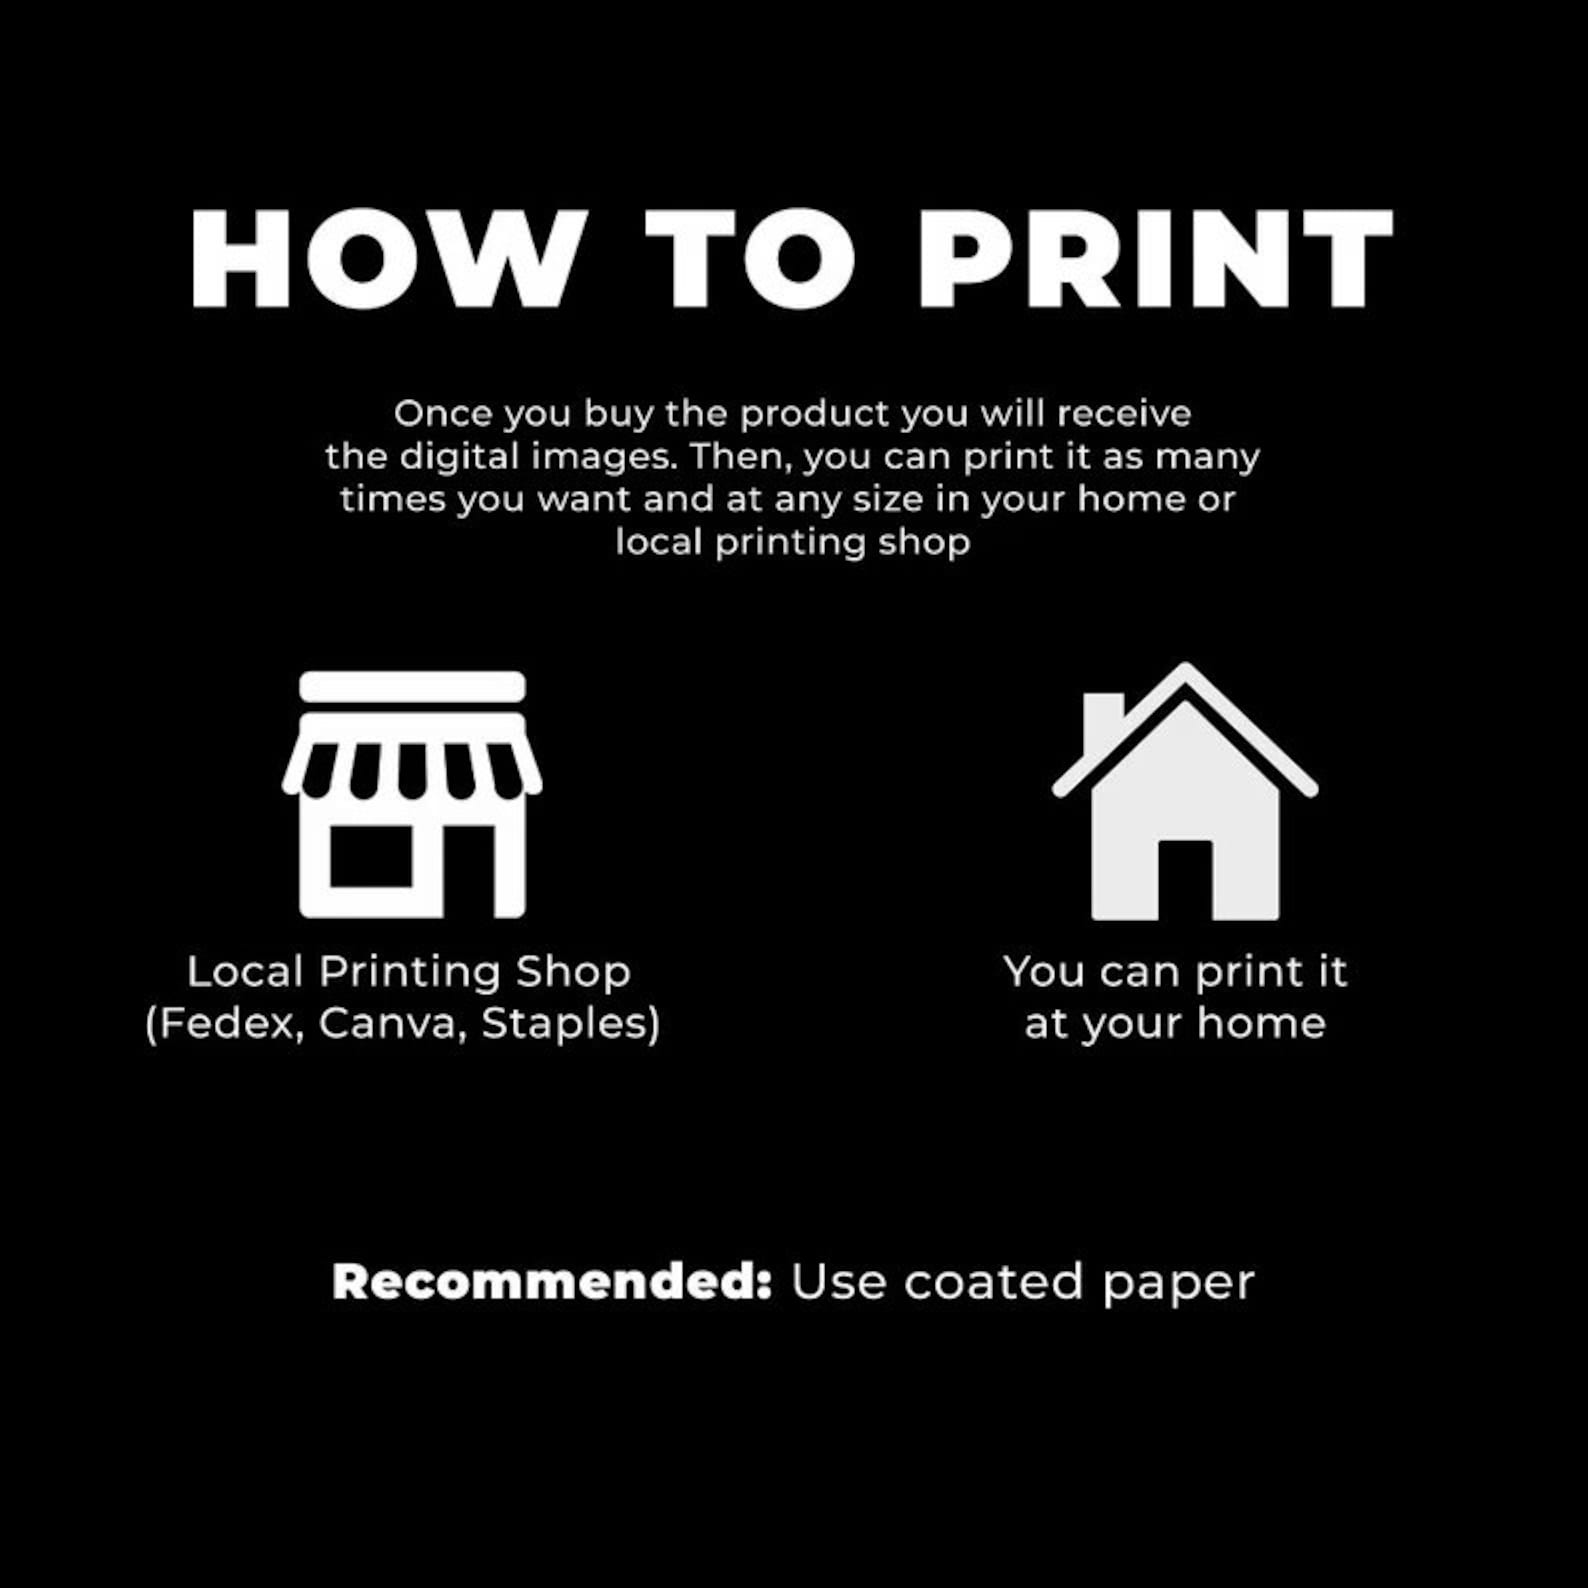 HOW TO PRINT
Once you buy the product you will receive
the digital images. Then, you can print it as many
times you want and at any size in your home or
local printing shop
Local Printing Shop
(Fedex, Canva, Staples)
You can print it
at your home
Recommended: Use coated paper